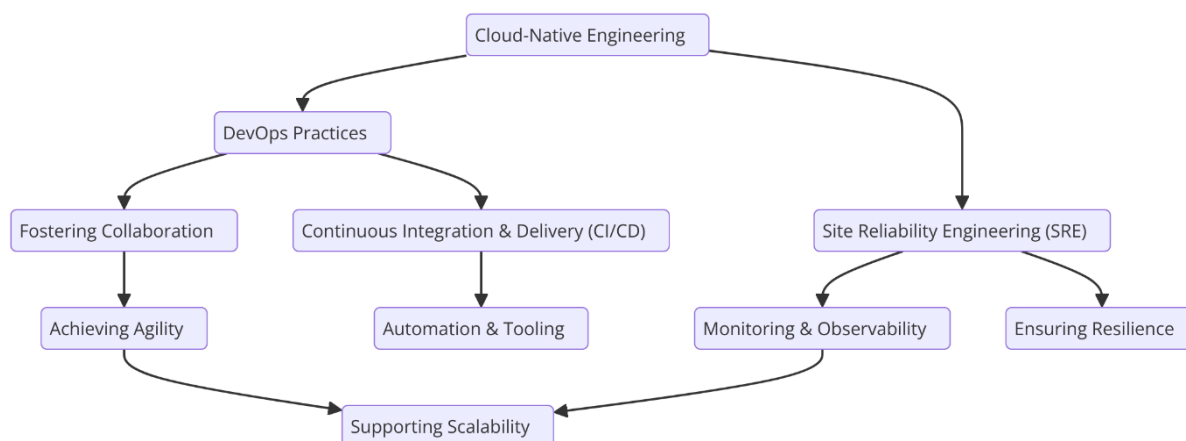 Cloud-Native Engineering
DevOps Practices
Fostering Collaboration
Continuous Integration & Delivery (CI/CD)
Site Reliability Engineering (SRE)
Achieving Agility
Automation & Tooling
Monitoring & Observability
Ensuring Resilience
Supporting Scalability